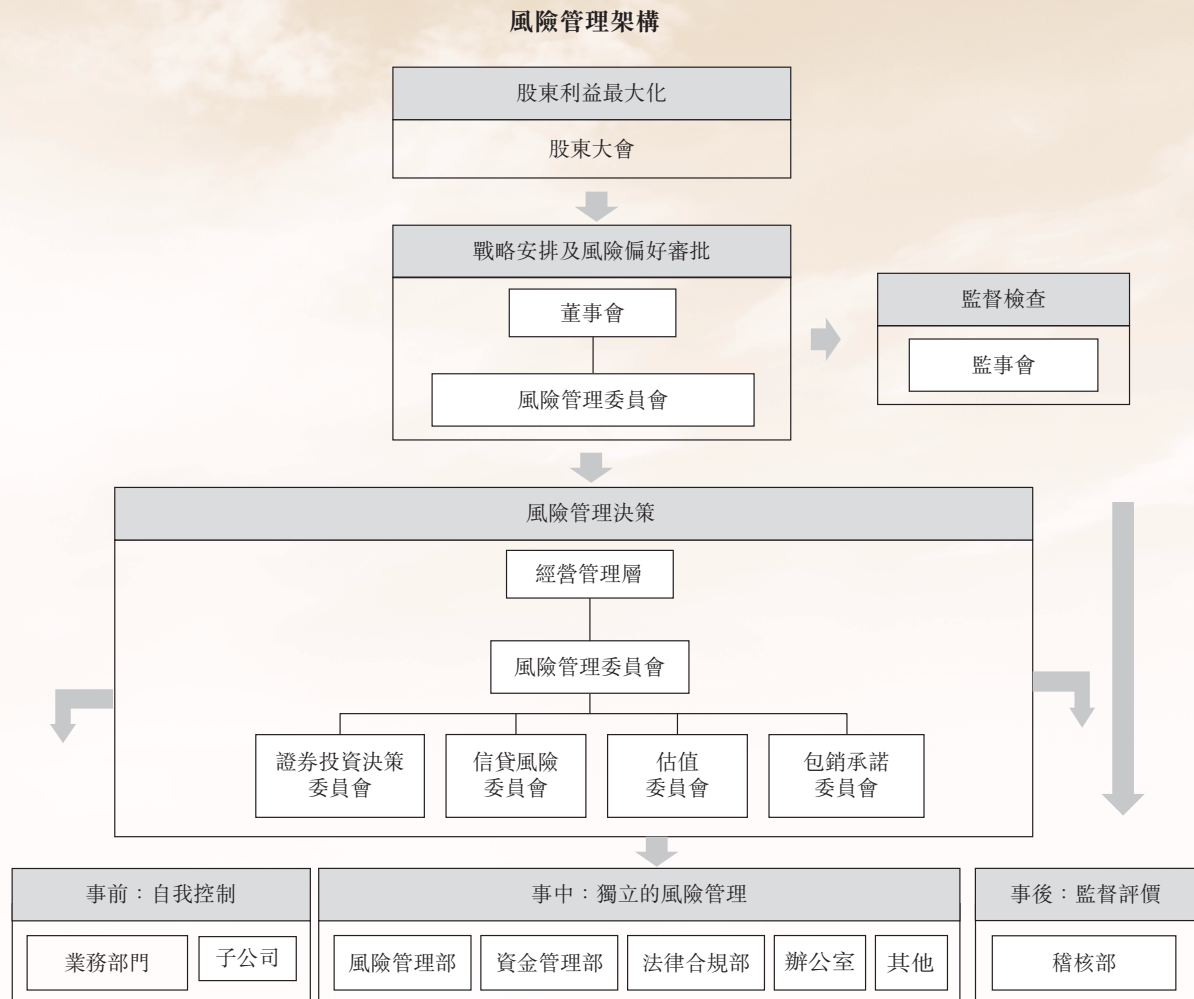 風險管理架構
股東利益最大化
股東大會
戰略安排及風險偏好審批
董事會
風險管理委員會
監督檢查
監事會
風險管理決策
經營管理層
風險管理委員會
證券投資決策
委員會
信貸風險
委員會
估值
委員會
包銷承諾
委員會
事前：自我控制
業務部門
子公司
事中：獨立的風險管理
風險管理部
資金管理部
法律合規部
辦公室
其他
事後：監督評價
稽核部